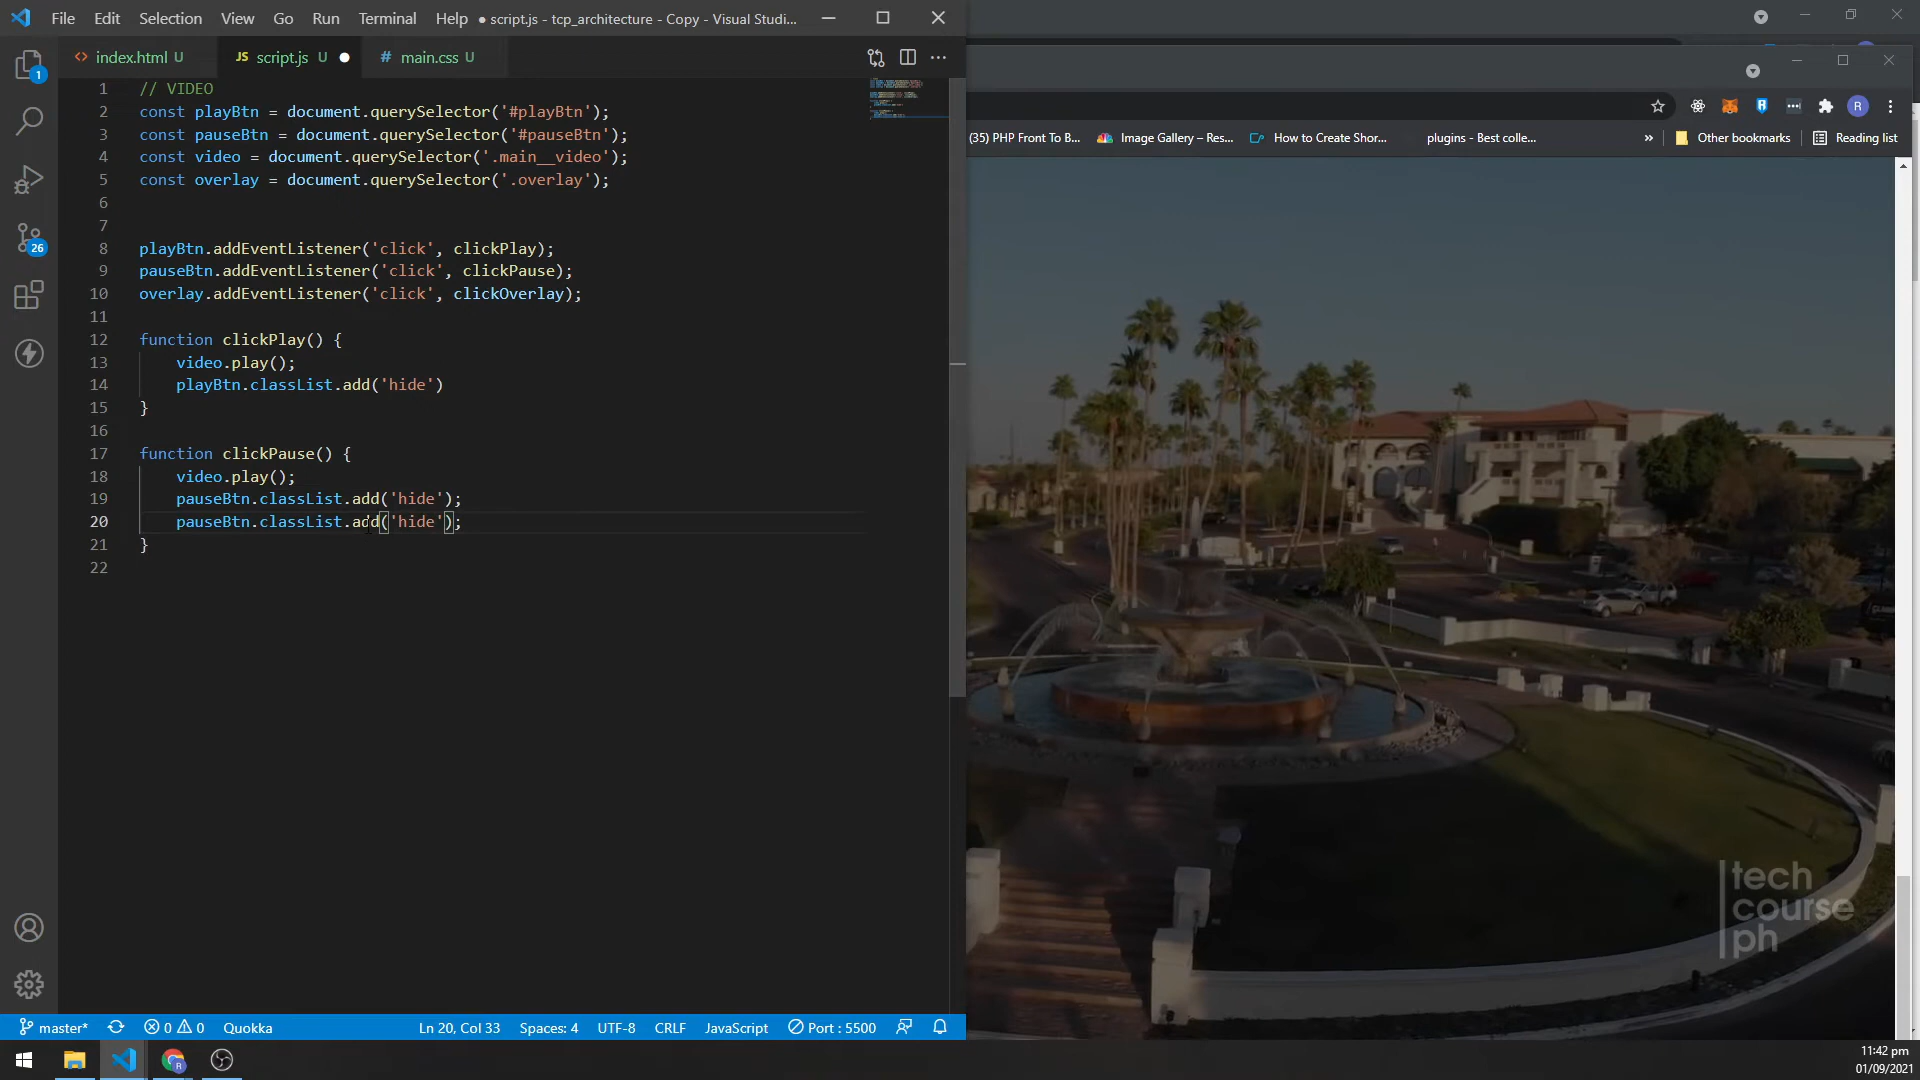 File Edit Selection View Go Run Terminal Help ● script.js - tcp_architecture - Copy - Visual Studi...
index.html U
JS script.js U
# main.css U
1 // VIDEO
2 const playBtn = document.querySelector('#playBtn');
3 const pauseBtn = document.querySelector('#pauseBtn');
4 const video = document.querySelector('.main__video');
5 const overlay = document.querySelector('.overlay');
6
7
8 playBtn.addEventListener('click', clickPlay);
9 pauseBtn.addEventListener('click', clickPause);
10 overlay.addEventListener('click', clickOverlay);
11
12 function clickPlay() {
13 video.play();
14 playBtn.classList.add('hide')
15 }
16
17 function clickPause() {
18 video.play();
19 pauseBtn.classList.add('hide');
20 pauseBtn.classList.add('hide');
21 }
22
1
26
master* 0 0 Quokka Ln 20, Col 33 Spaces: 4 UTF-8 CRLF JavaScript Port : 5500
R
(35) PHP Front To B... Image Gallery – Res... How to Create Shor... plugins - Best colle... » Other bookmarks Reading list
tech
course
ph
R
11:42 pm
01/09/2021